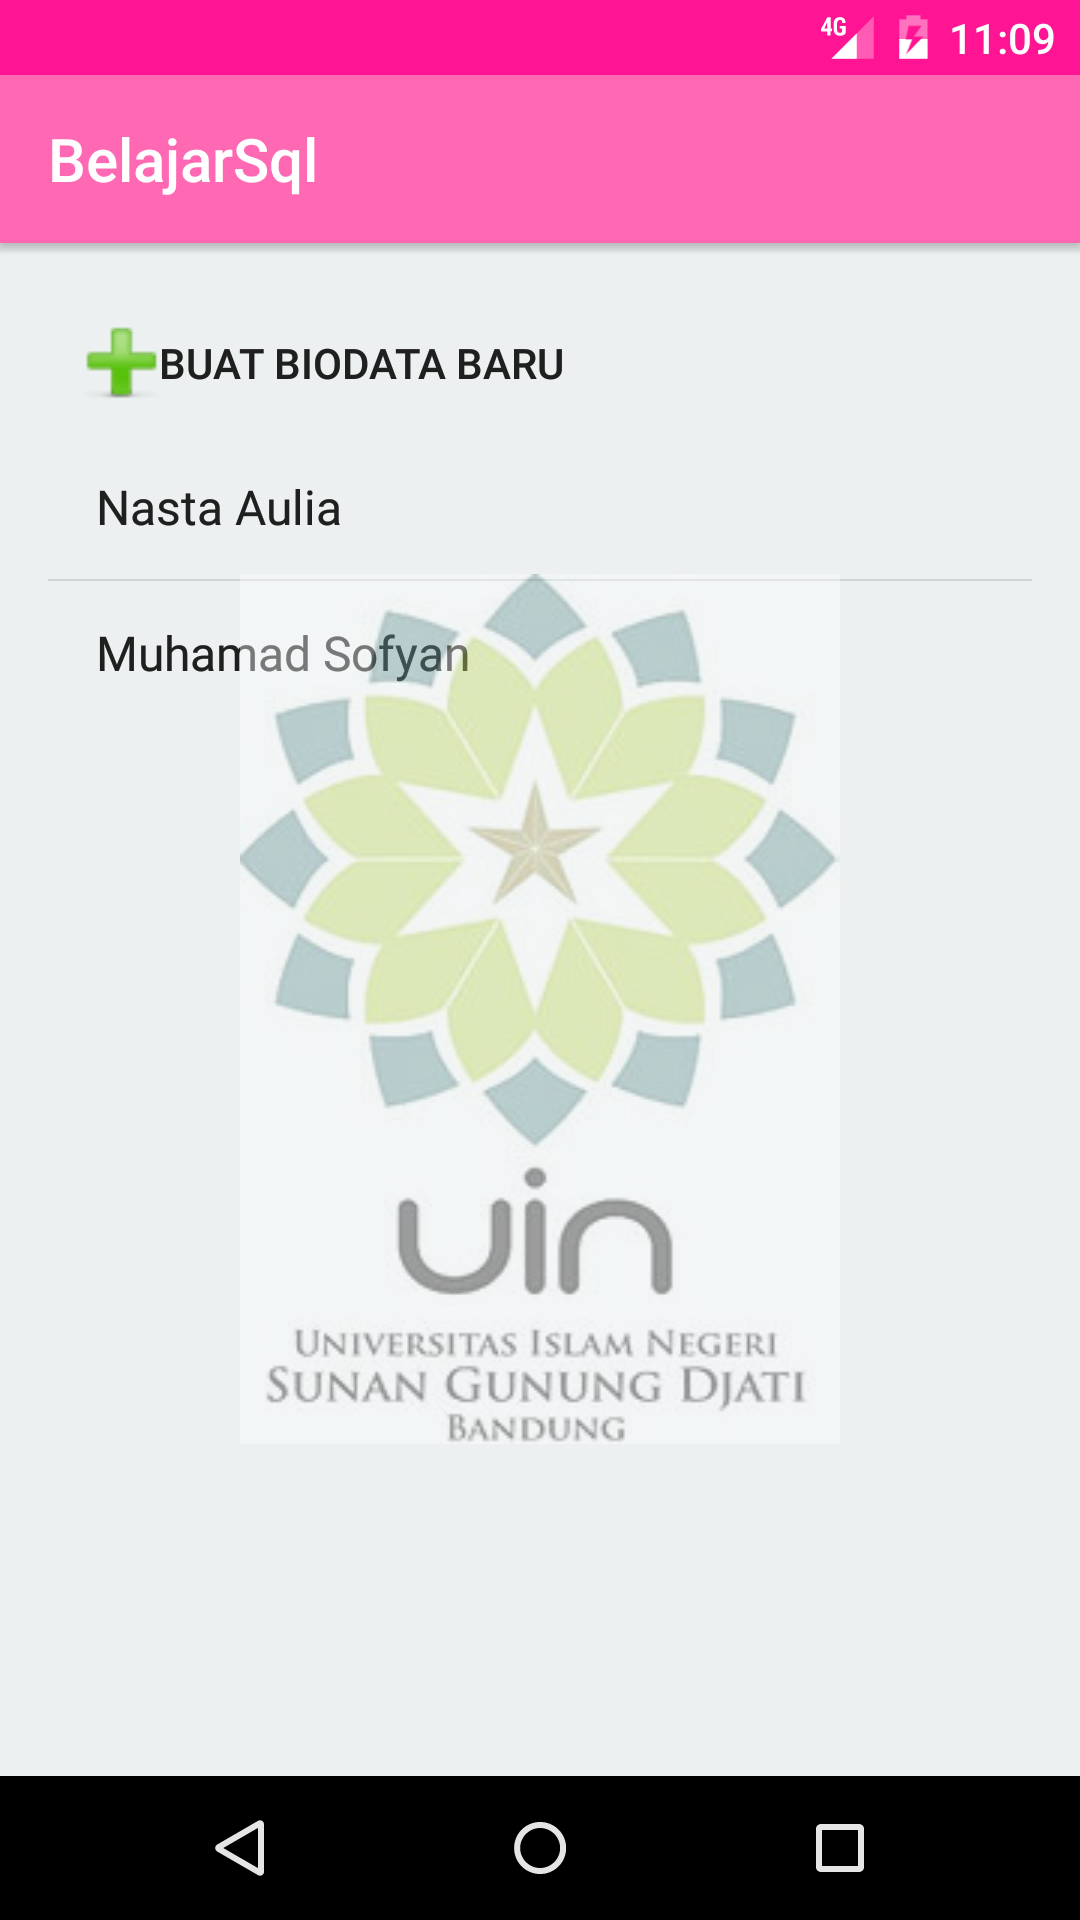 4G 11:09
BelajarSql
BUAT BIODATA BARU
Nasta Aulia
Muhamad Sofyan
uin
UNIVERSITAS ISLAM NEGERI
SUNAN GUNUNG DJATI
BANDUNG